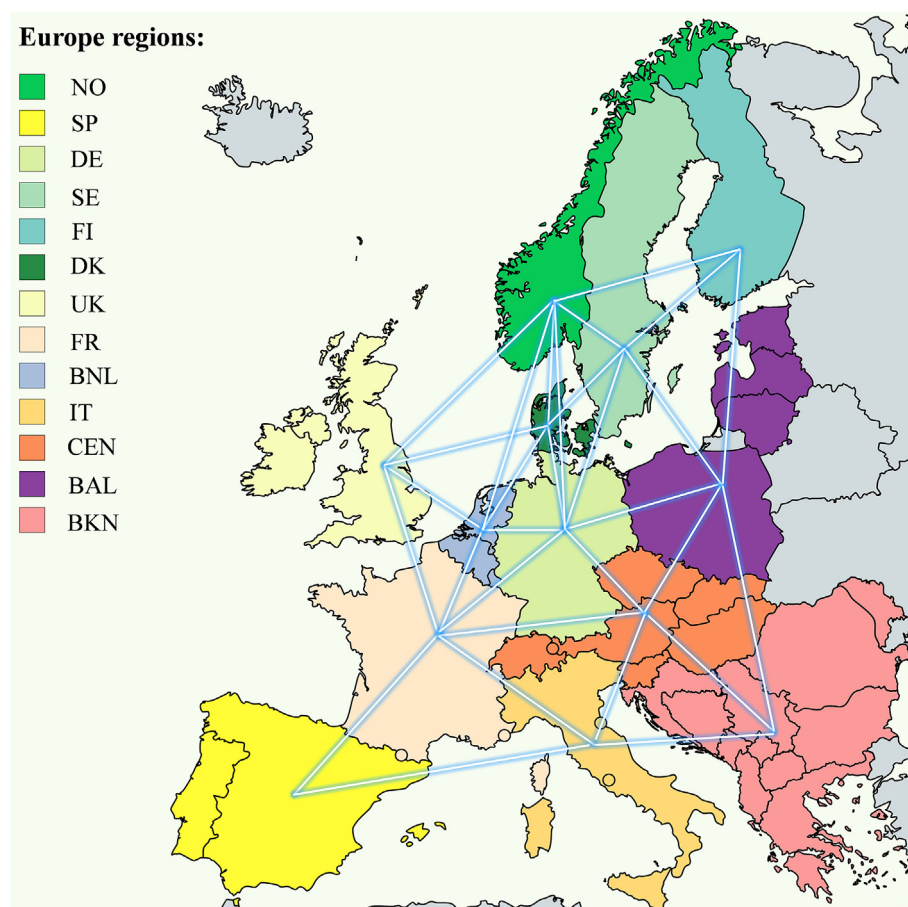 Europe regions:
NO
SP
DE
SE
FI
DK
UK
FR
BNL
IT
CEN
BAL
BKN